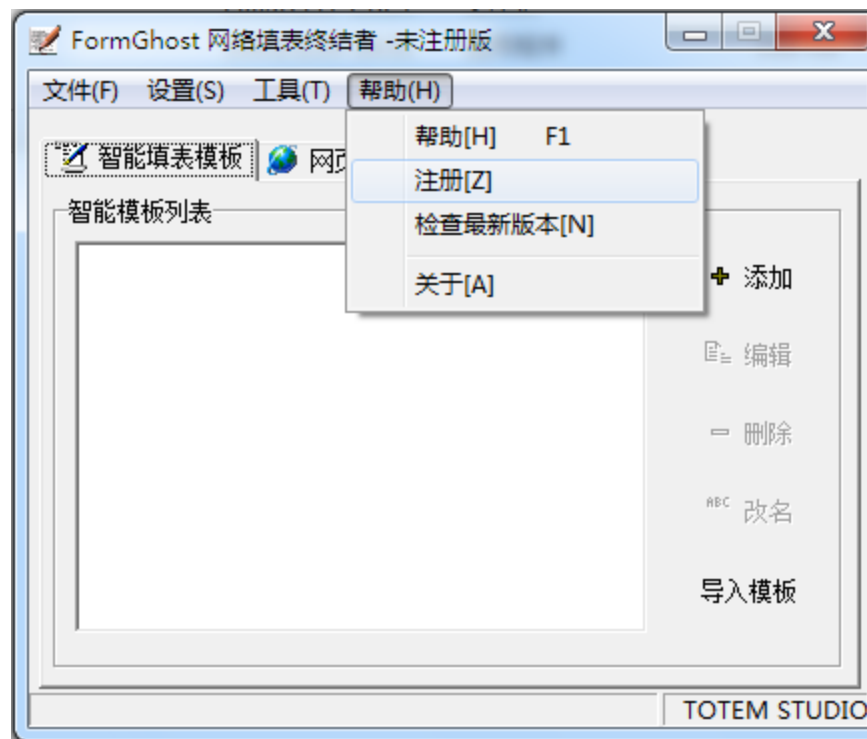 FormGhost 网络填表终结者 -未注册版
文件(F) 设置(S) 工具(T) 帮助(H)
帮助[H] F1
智能填表模板 网页
注册[Z]
智能模板列表
检查最新版本[N]
关于[A]
添加
编辑
删除
ABC 改名
导入模板
TOTEM STUDIO